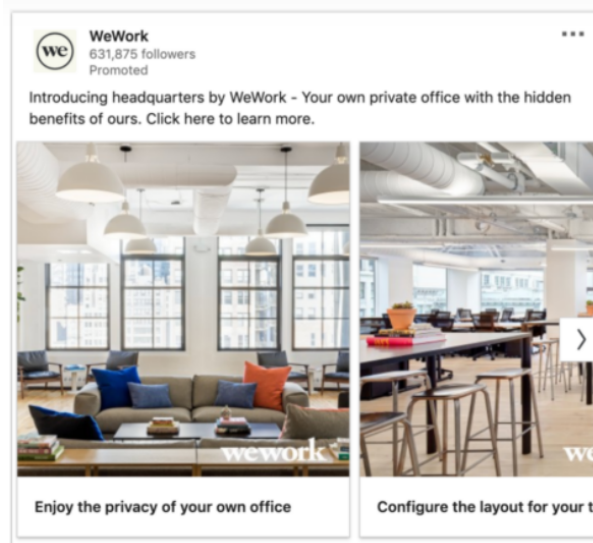 we
WeWork
631,875 followers
Promoted
Introducing headquarters by WeWork - Your own private office with the hidden
benefits of ours. Click here to learn more.
wework
we
Enjoy the privacy of your own office
Configure the layout for your t